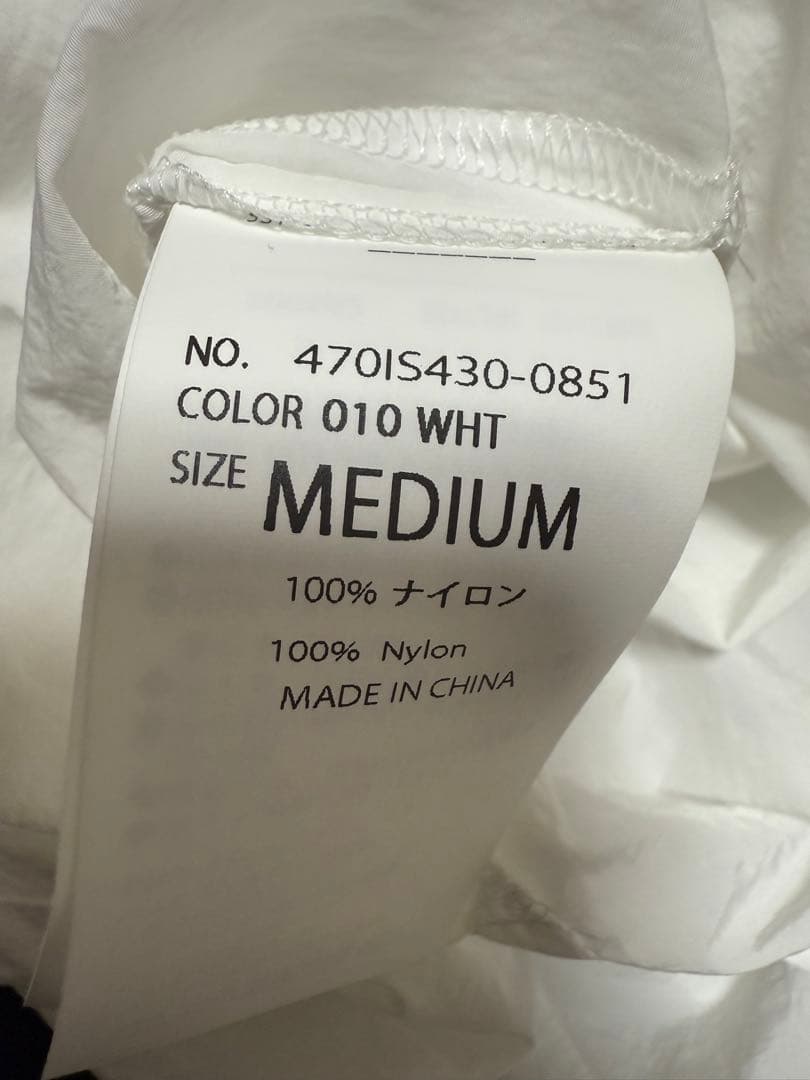 NO. 470IS430-0851
COLOR 010 WHT
SIZE MEDIUM
100% ナイロン
100% Nylon
MADE IN CHINA